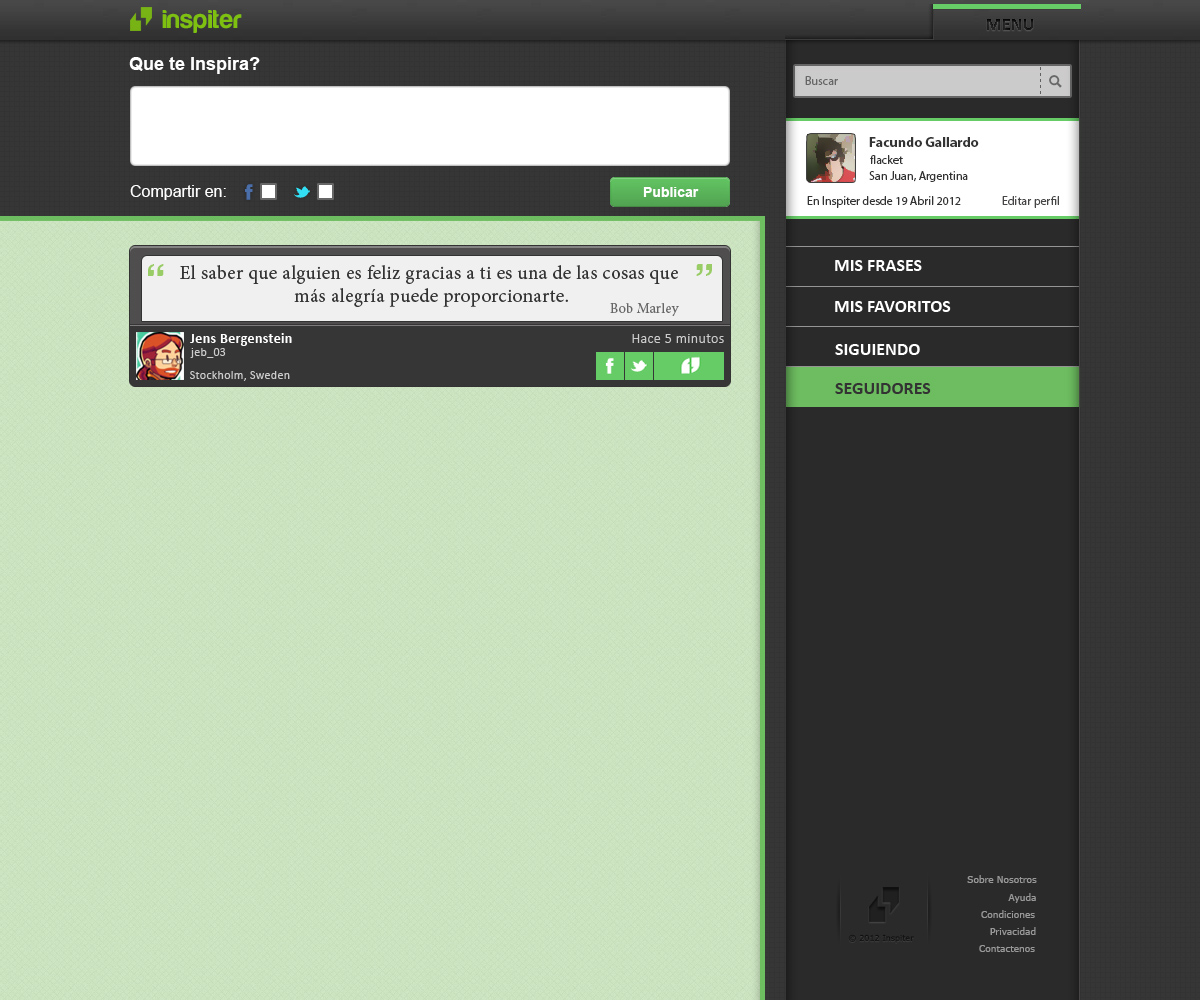 inspiter
MENU
Que te Inspira?
Buscar
Compartir en:
Publicar
Facundo Gallardo
flacket
San Juan, Argentina
En Inspiter desde 19 Abril 2012
Editar perfil
“ El saber que alguien es feliz gracias a ti es una de las cosas que ”
más alegría puede proporcionarte.
Bob Marley
Jens Bergenstein
jeb_03
Stockholm, Sweden
Hace 5 minutos
MIS FRASES
MIS FAVORITOS
SIGUIENDO
SEGUIDORES
© 2012 Inspiter
Sobre Nosotros
Ayuda
Condiciones
Privacidad
Contactenos